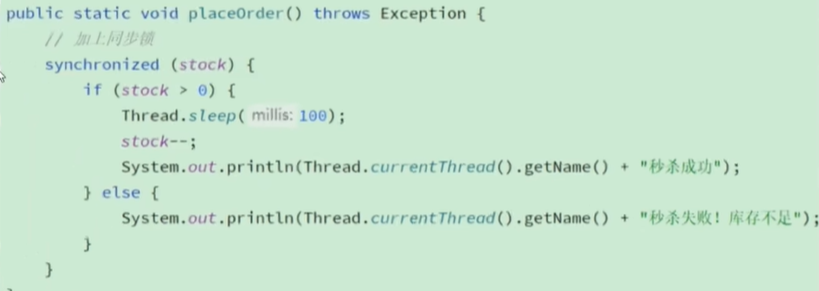 public static void placeOrder() throws Exception {
// 加上同步锁
synchronized (stock) {
if (stock > 0) {
Thread.sleep( millis: 100);
stock--;
System.out.println(Thread.currentThread().getName() + "秒杀成功");
} else {
System.out.println(Thread.currentThread().getName() + "秒杀失败！库存不足");
}
}